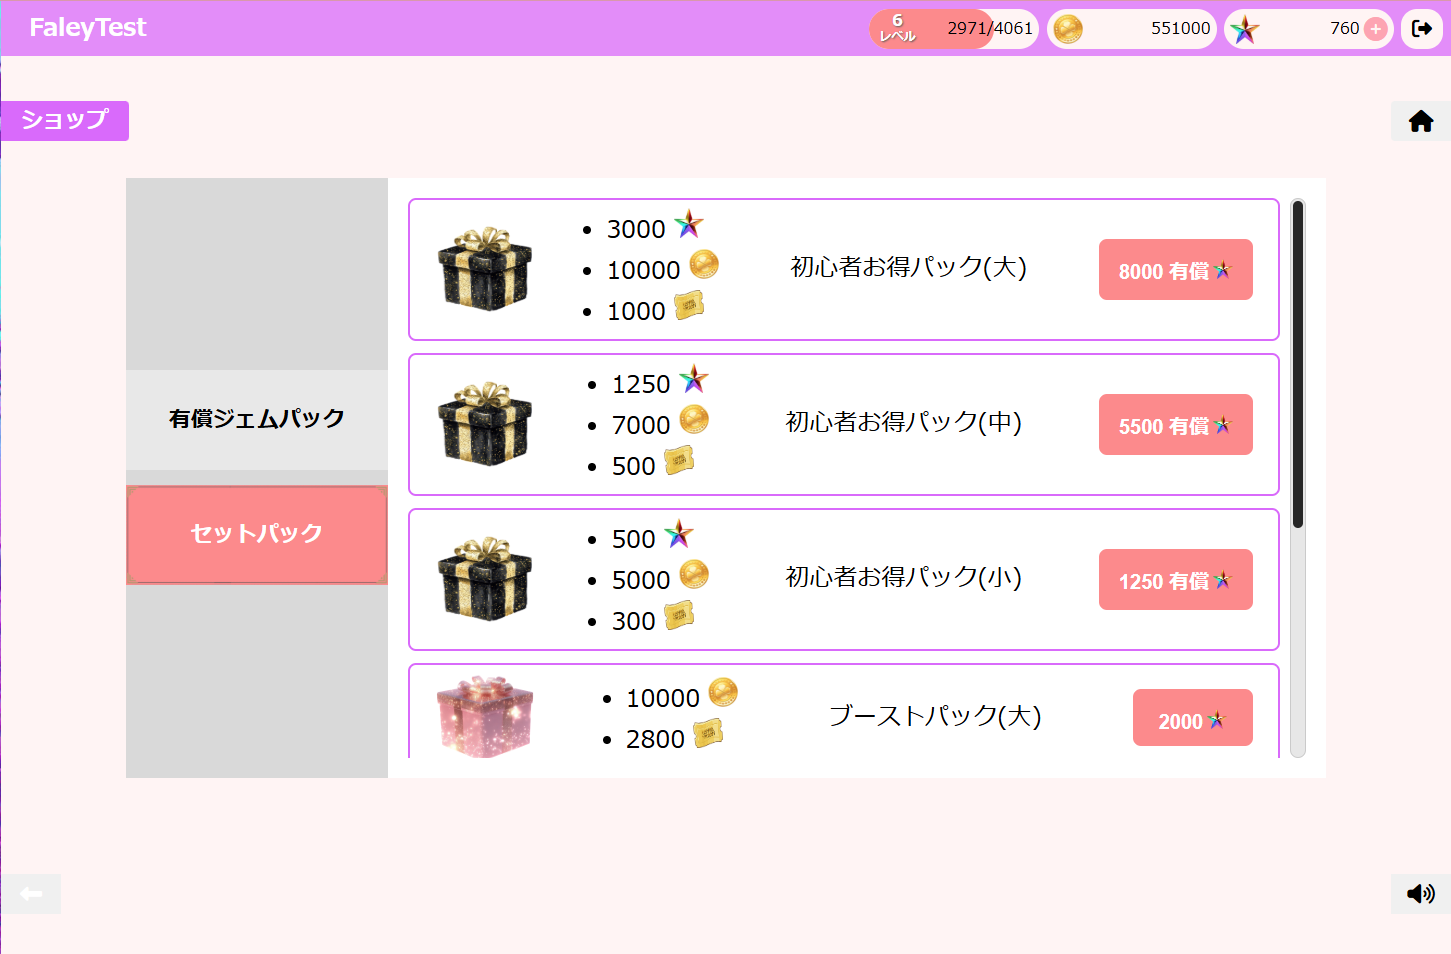 FaleyTest
6
レベル
2971/4061
551000
760
ショップ
有償ジェムパック
セットパック
3000
10000
1000
初心者お得パック(大)
8000 有償
1250
7000
500
初心者お得パック(中)
5500 有償
500
5000
300
初心者お得パック(小)
1250 有償
10000
2800
ブーストパック(大)
2000